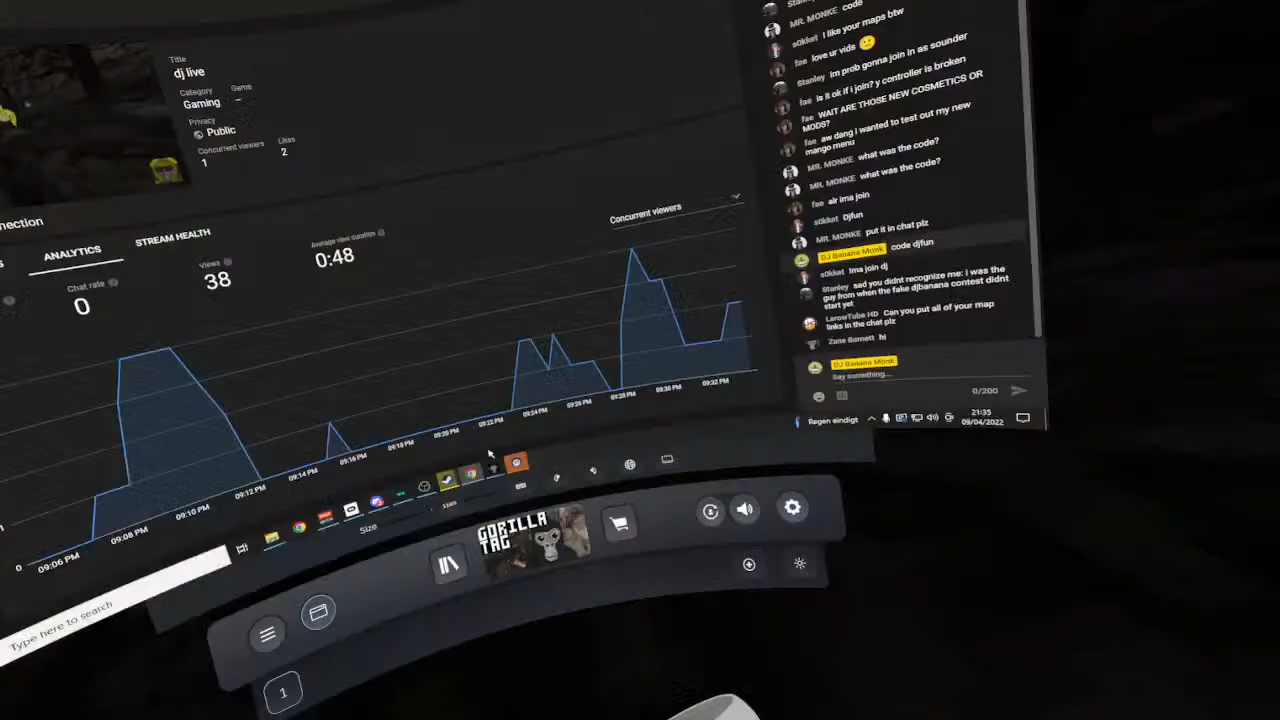 Title
dj live
Category
Game
Gaming
Privacy
Public
Concurrent viewers
Likes
1
2
nection
ANALYTICS
STREAM HEALTH
Chat rate
0
Views
38
Average view duration
0:48
Concurrent viewers
0
09:06 PM
09:08 PM
09:10 PM
09:12 PM
09:14 PM
09:16 PM
09:18 PM
09:20 PM
09:22 PM
09:24 PM
09:26 PM
09:28 PM
09:30 PM
09:32 PM
MR. MONKE code
s0kket I like your maps btw
fae love ur vids
Stanley Im prob gonna join in as sounder
fae is it ok if i join? y controller is broken
fae WAIT ARE THOSE NEW COSMETICS OR
MODS?
fae aw dang I wanted to test out my new
mango menu
MR. MONKE what was the code?
MR. MONKE what was the code?
fae alr ima join
s0kket Djfun
MR. MONKE put it in chat plz
DJ Banana Monk code djfun
s0kket Ima join dj
Stanley sad you didnt recognize me: I was the
guy from when the fake djbanana contest didnt
start yet
LarowTube HD Can you put all of your map
links in the chat plz
Zane Barnett hi
DJ Banana Monk
Say something...
0/200
Regen eindigt
21:35
09/04/2022
Type here to search
Size
GORILLA
TAG
1